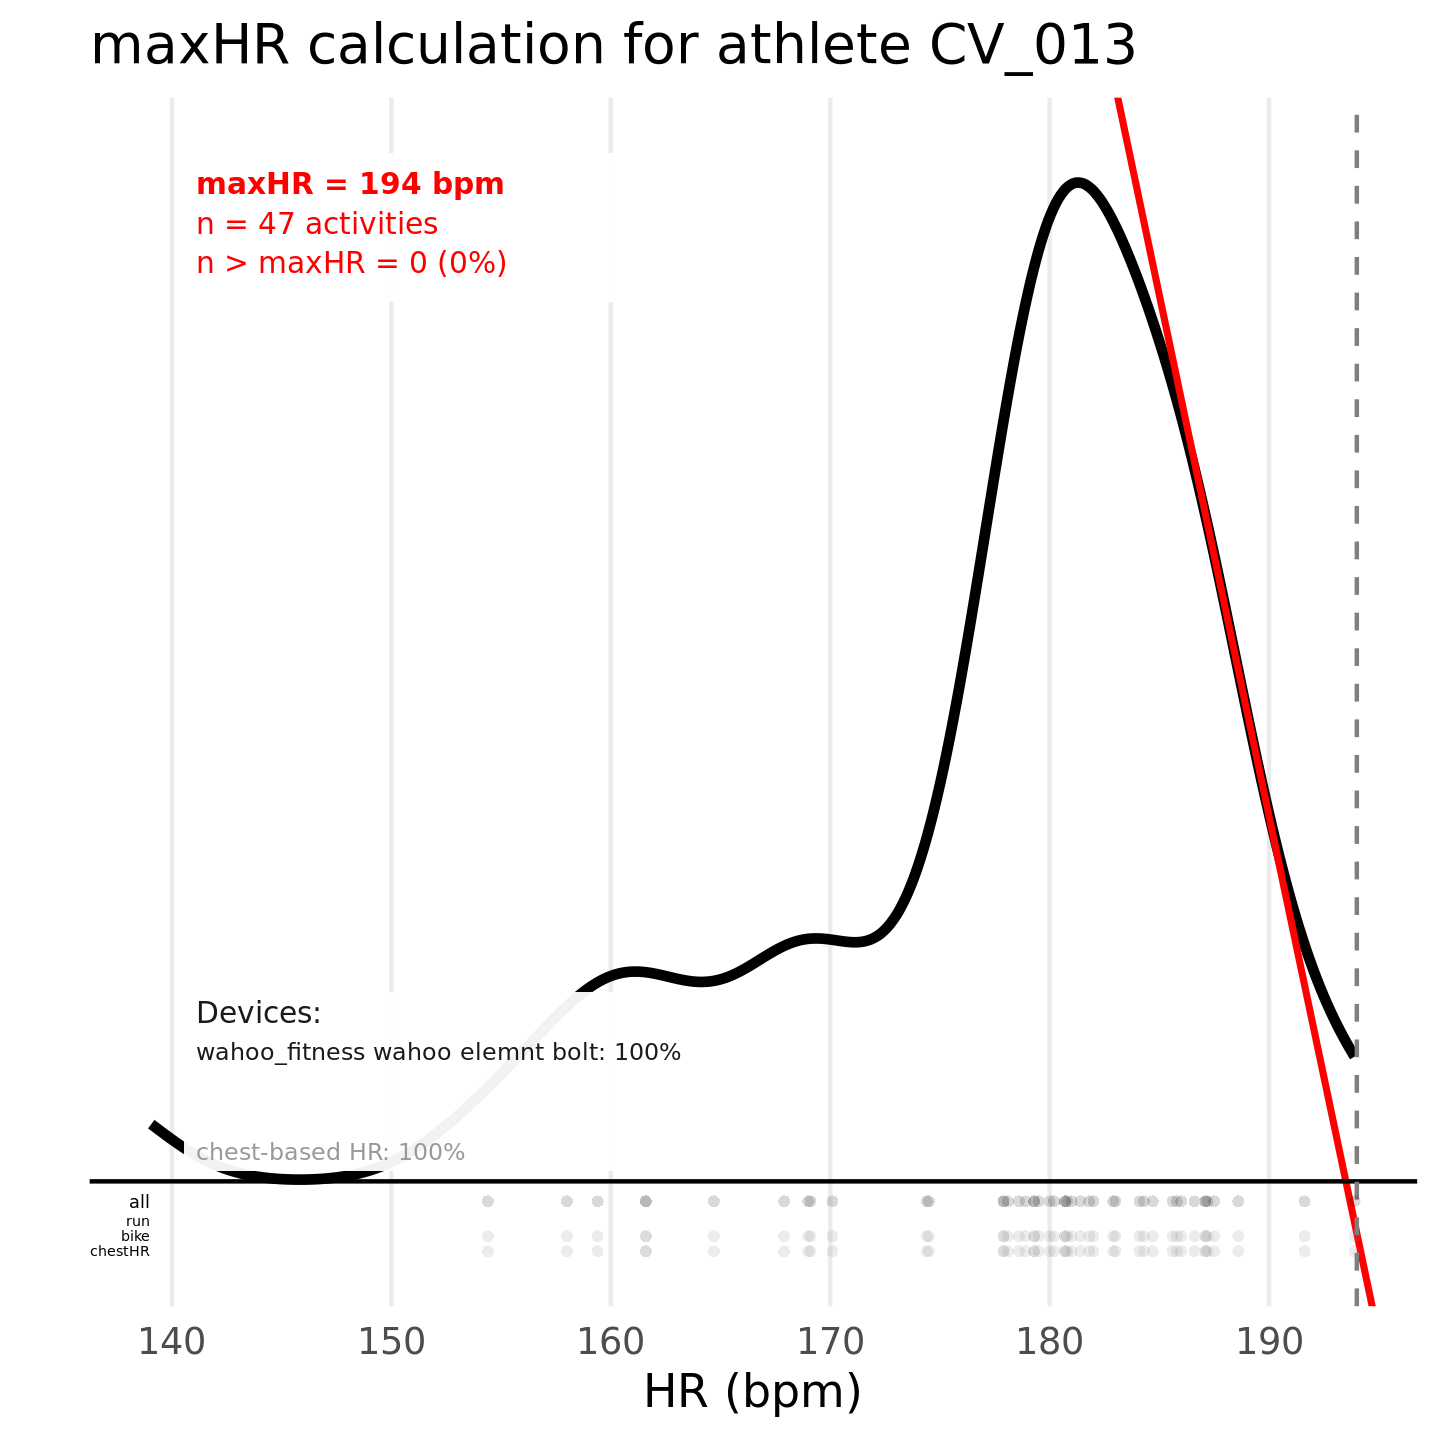 maxHR calculation for athlete CV_013
maxHR = 194 bpm
n = 47 activities
n > maxHR = 0 (0%)
Devices:
wahoo_fitness wahoo elemnt bolt: 100%
chest-based HR: 100%
all
run
bike
chestHR
140 150 160 170 180 190
HR (bpm)